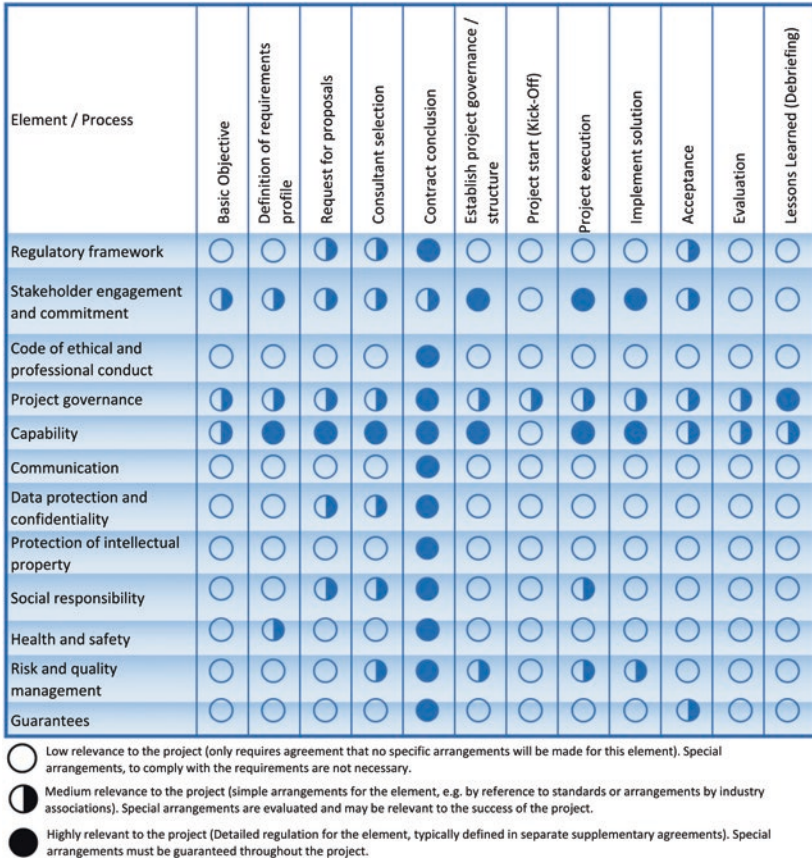 Element / Process
Basic Objective
Definition of requirements
profile
Request for proposals
Consultant selection
Contract conclusion
Establish project governance /
structure
Project start (Kick-Off)
Project execution
Implement solution
Acceptance
Evaluation
Lessons Learned (Debriefing)
Regulatory framework
Stakeholder engagement
and commitment
Code of ethical and
professional conduct
Project governance
Capability
Communication
Data protection and
confidentiality
Protection of intellectual
property
Social responsibility
Health and safety
Risk and quality
management
Guarantees
Low relevance to the project (only requires agreement that no specific arrangements will be made for this element). Special
arrangements, to comply with the requirements are not necessary.
Medium relevance to the project (simple arrangements for the element, e.g. by reference to standards or arrangements by industry
associations). Special arrangements are evaluated and may be relevant to the success of the project.
Highly relevant to the project (Detailed regulation for the element, typically defined in separate supplementary agreements). Special
arrangements must be guaranteed throughout the project.